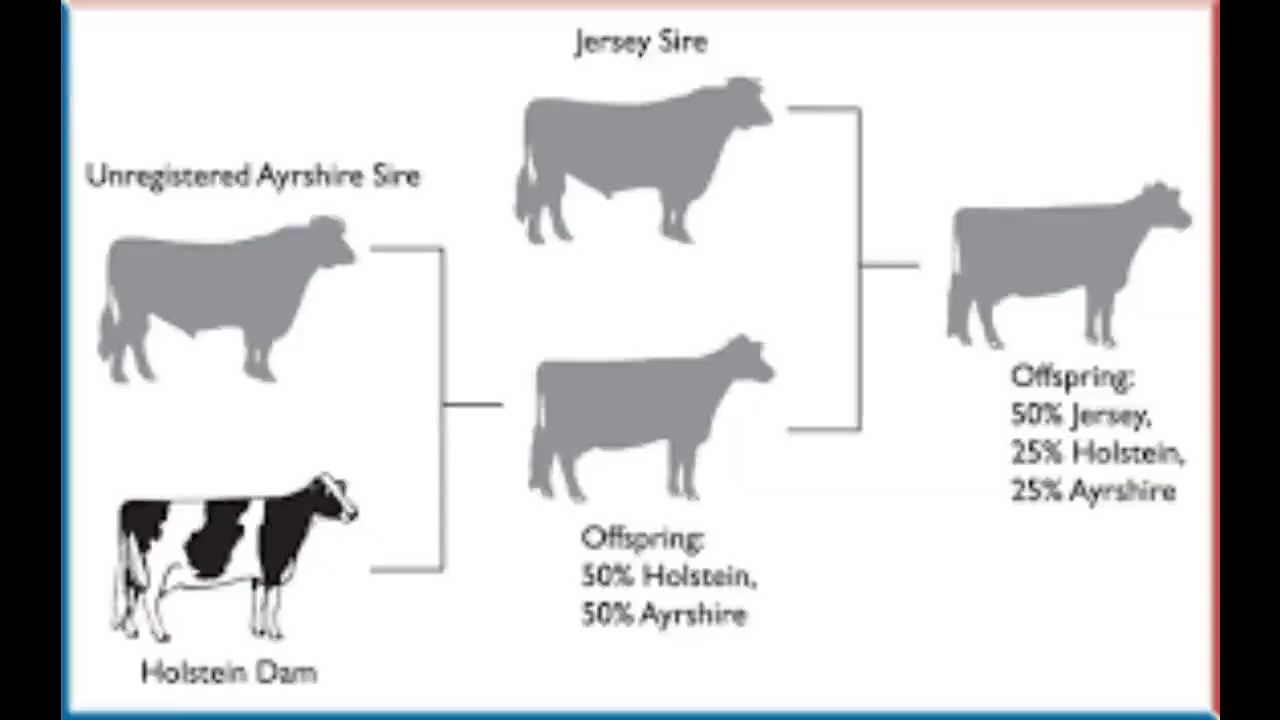 Jersey Sire
Unregistered Ayrshire Sire
Offspring:
50% Jersey,
25% Holstein,
25% Ayrshire
Offspring:
50% Holstein,
50% Ayrshire
Holstein Dam